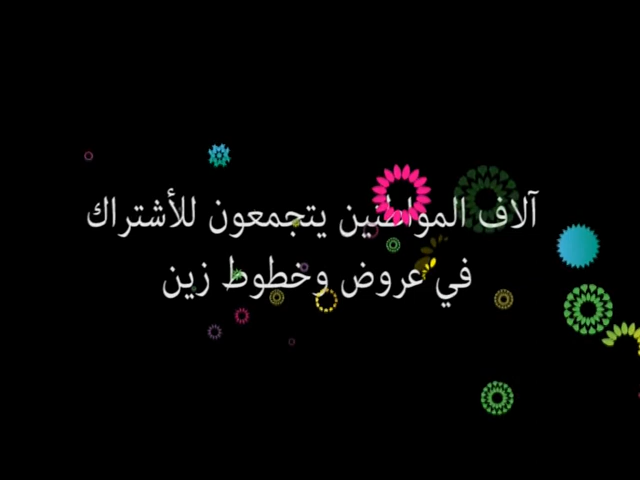 آلاف المواطنين يتجمعون للأشتراك
في عروض وخطوط زين